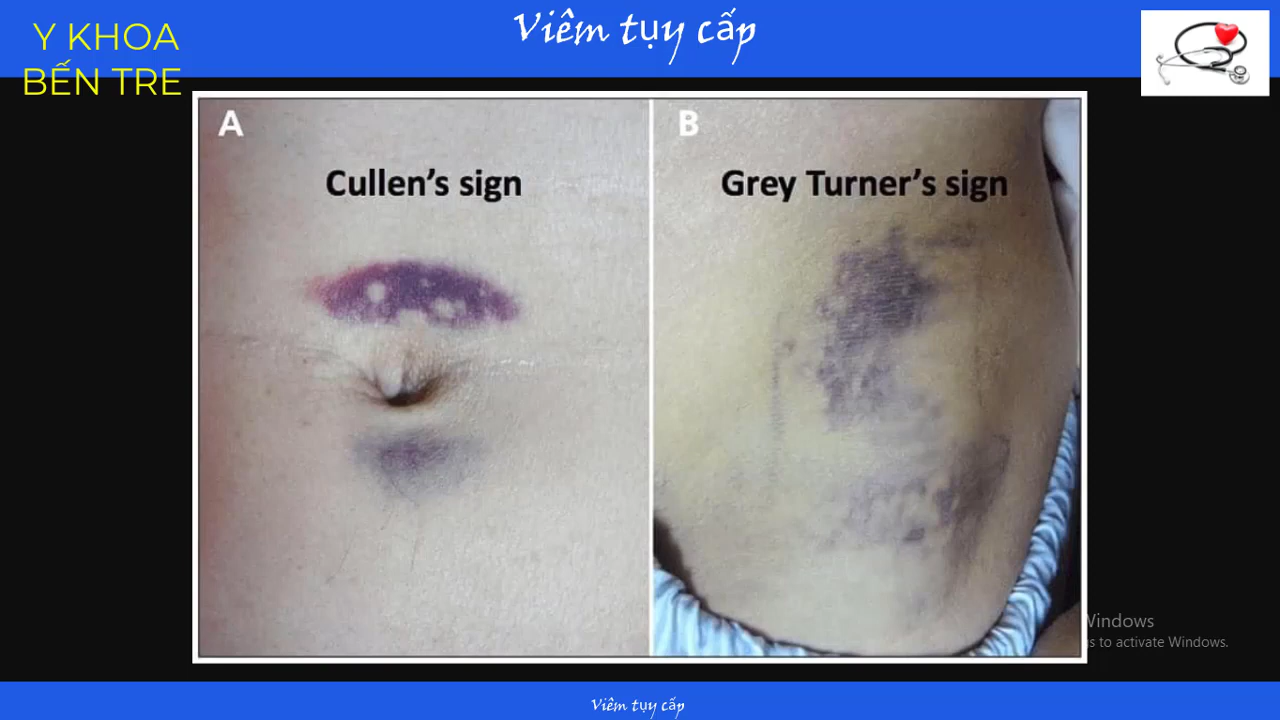 Viêm tụy cấp
Y KHOA
BẾN TRE
A
Cullen's sign
B
Grey Turner's sign
Windows
s to activate Windows.
Viêm tụy cấp